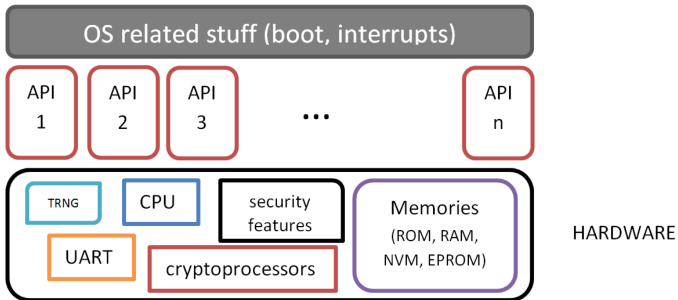 OS related stuff (boot, interrupts)
API
1
API
2
API
3
...
API
n
TRNG
CPU
security
features
Memories
(ROM, RAM,
NVM, EPROM)
UART
cryptoprocessors
HARDWARE